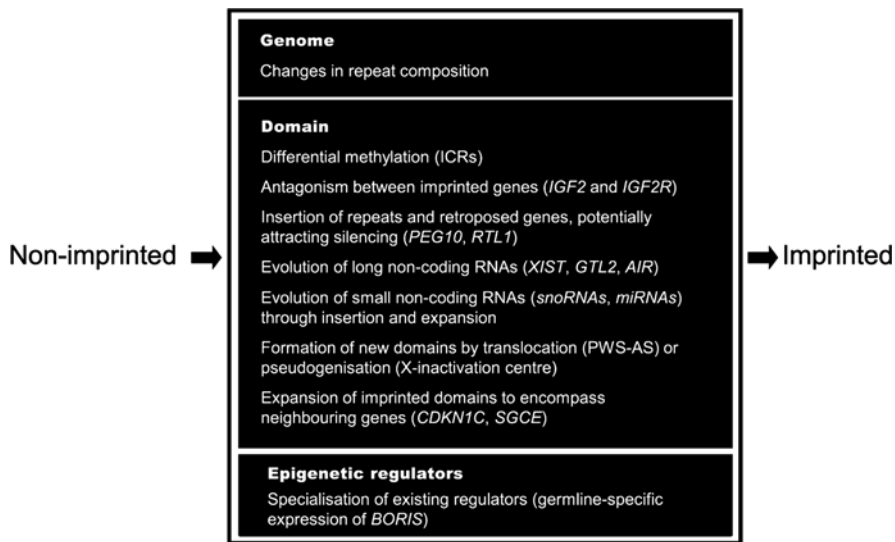 Genome
Changes in repeat composition
Domain
Differential methylation (ICRs)
Antagonism between imprinted genes (IGF2 and IGF2R)
Insertion of repeats and retroposed genes, potentially
attracting silencing (PEG10, RTL1)
Non-imprinted
Imprinted
Evolution of long non-coding RNAs (XIST, GTL2, AIR)
Evolution of small non-coding RNAs (snoRNAs, miRNAs)
through insertion and expansion
Formation of new domains by translocation (PWS-AS) or
pseudogenisation (X-inactivation centre)
Expansion of imprinted domains to encompass
neighbouring genes (CDKN1C, SGCE)
Epigenetic regulators
Specialisation of existing regulators (germline-specific
expression of BORIS)